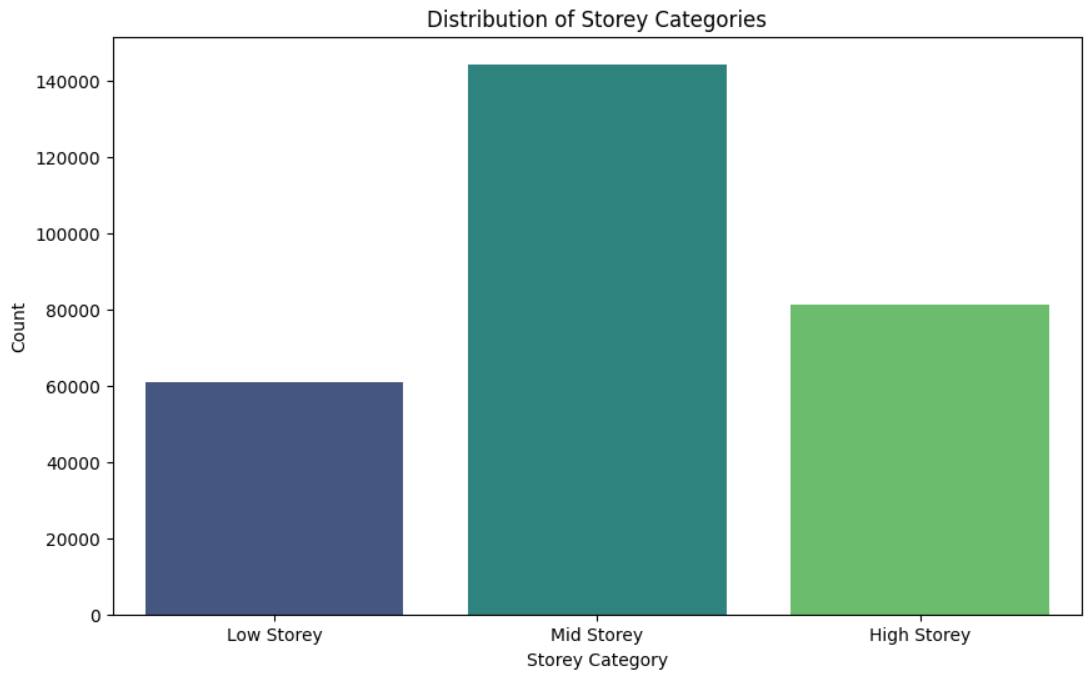 Distribution of Storey Categories
Count
140000
120000
100000
80000
60000
40000
20000
0
Low Storey
Mid Storey
High Storey
Storey Category